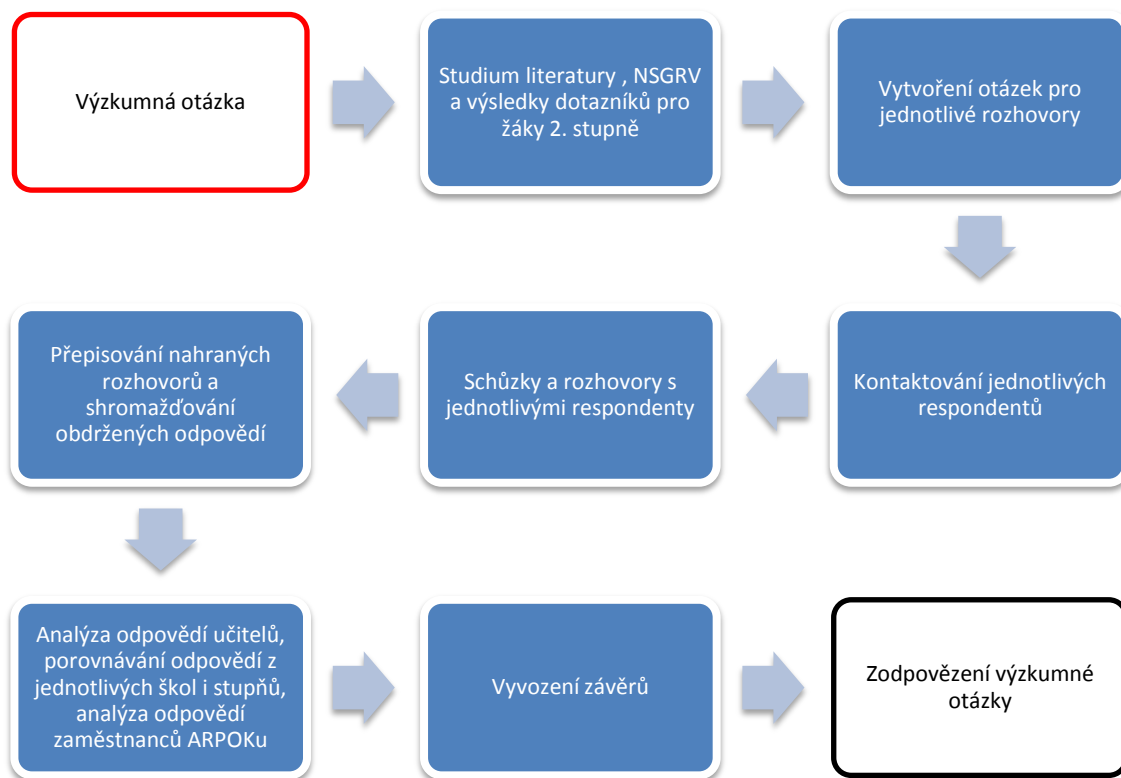 Výzkumná otázka
Studium literatury , NSGRV
a výsledky dotazníků pro
žáky 2. stupně
Vytvoření otázek pro
jednotlivé rozhovory
Kontaktování jednotlivých
respondentů
Schůzky a rozhovory s
jednotlivými respondenty
Přepisování nahraných
rozhovorů a
shromažďování
obdržených odpovědí
Analýza odpovědí učitelů,
porovnávání odpovědí z
jednotlivých škol i stupňů,
analýza odpovědí
zaměstnanců ARPOKu
Vyvození závěrů
Zodpovězení výzkumné
otázky